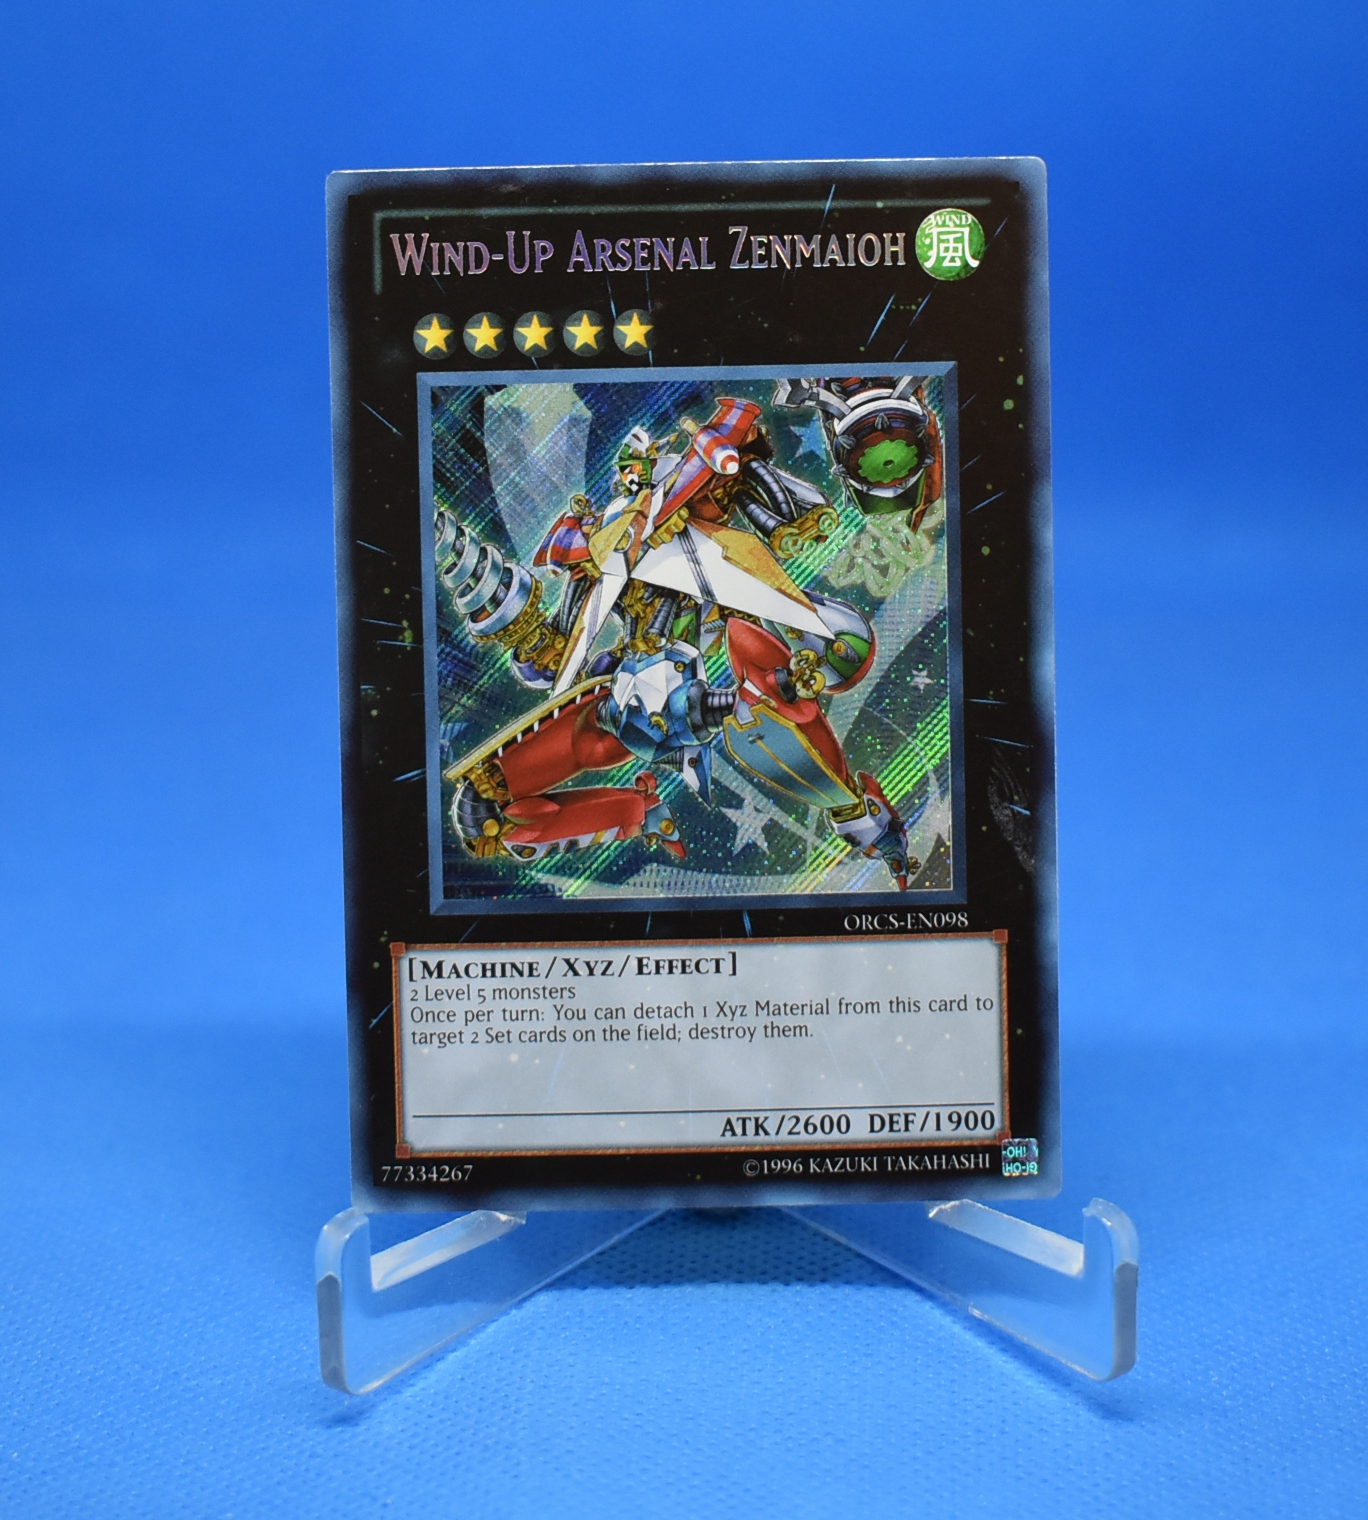 WIND-UP ARSENAL ZENMAIOH
WIND
風
ORCS-EN098
[MACHINE/XYZ/EFFECT]
2 Level 5 monsters
Once per turn: You can detach 1 Xyz Material from this card to
target 2 Set cards on the field; destroy them.
ATK/2600 DEF/1900
77334267
©1996 KAZUKI TAKAHASHI